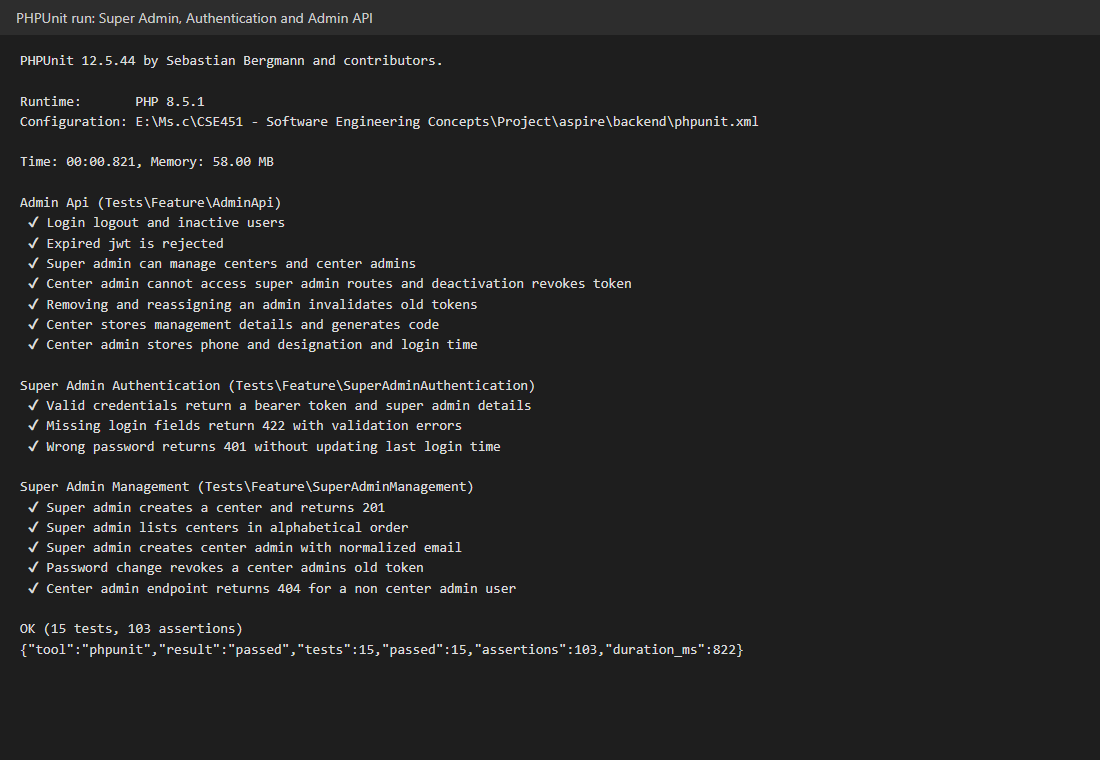 PHPUnit run: Super Admin, Authentication and Admin API
PHPUnit 12.5.44 by Sebastian Bergmann and contributors.
Runtime:       PHP 8.5.1
Configuration: E:\Ms.c\CSE451 - Software Engineering Concepts\Project\aspire\backend\phpunit.xml
Time: 00:00.821, Memory: 58.00 MB
Admin Api (Tests\Feature\AdminApi)
✓ Login logout and inactive users
✓ Expired jwt is rejected
✓ Super admin can manage centers and center admins
✓ Center admin cannot access super admin routes and deactivation revokes token
✓ Removing and reassigning an admin invalidates old tokens
✓ Center stores management details and generates code
✓ Center admin stores phone and designation and login time
Super Admin Authentication (Tests\Feature\SuperAdminAuthentication)
✓ Valid credentials return a bearer token and super admin details
✓ Missing login fields return 422 with validation errors
✓ Wrong password returns 401 without updating last login time
Super Admin Management (Tests\Feature\SuperAdminManagement)
✓ Super admin creates a center and returns 201
✓ Super admin lists centers in alphabetical order
✓ Super admin creates center admin with normalized email
✓ Password change revokes a center admins old token
✓ Center admin endpoint returns 404 for a non center admin user
OK (15 tests, 103 assertions)
{"tool":"phpunit","result":"passed","tests":15,"passed":15,"assertions":103,"duration_ms":822}